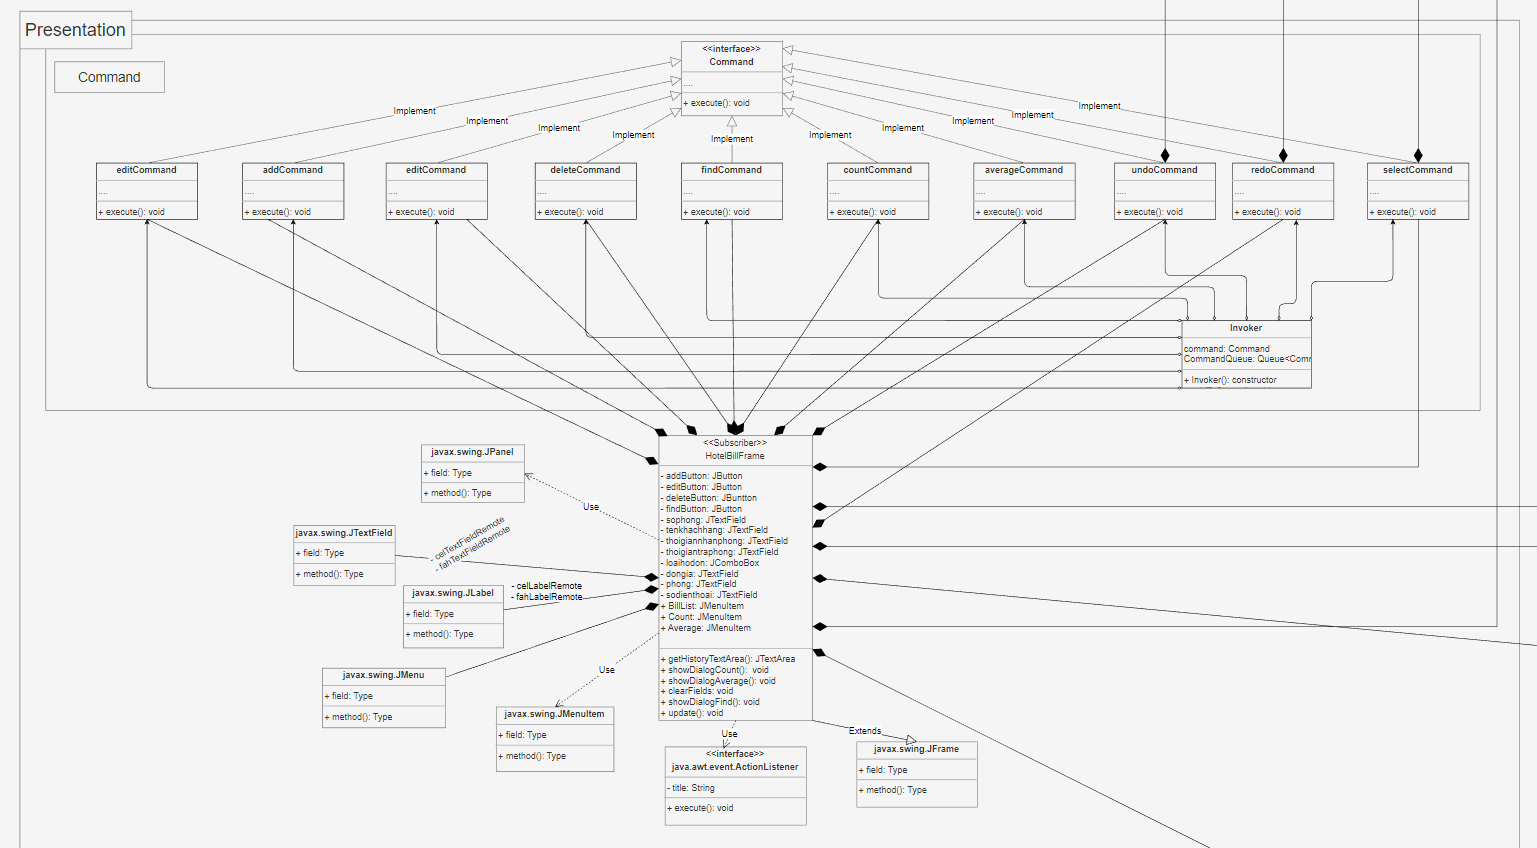 Presentation
Command
<<interface>>
Command
....
+ execute(): void
Implement
Implement
Implement
Implement
Implement
Implement
Implement
Implement
Implement
Implement
editCommand
....
+ execute(): void
addCommand
....
+ execute(): void
editCommand
....
+ execute(): void
deleteCommand
....
+ execute(): void
findCommand
....
+ execute(): void
countCommand
....
+ execute(): void
averageCommand
....
+ execute(): void
undoCommand
....
+ execute(): void
redoCommand
....
+ execute(): void
selectCommand
....
+ execute(): void
Invoker
command: Command
CommandQueue: Queue<Comm
+ Invoker(): constructor
<<Subscriber>>
HotelBillFrame
- addButton: JButton
- editButton: JButton
- deleteButton: JBuntton
- findButton: JButton
- sophong: JTextField
- tenkhachhang: JTextField
- thoigiannhanphong: JTextField
- thoigiantraphong: JTextField
- loaihodon: JComboBox
- dongia: JTextField
- phong: JTextField
- sodienthoai: JTextField
+ BillList: JMenuItem
+ Count: JMenuItem
+ Average: JMenuItem
+ getHistoryTextArea(): JTextArea
+ showDialogCount(): void
+ showDialogAverage(): void
+ clearFields: void
+ showDialogFind(): void
+ update(): void
javax.swing.JPanel
+ field: Type
+ method(): Type
Use
javax.swing.JTextField
+ field: Type
+ method(): Type
- celTextFieldRemote
- fahTextFieldRemote
javax.swing.JLabel
+ field: Type
+ method(): Type
- celLabelRemote
- fahLabelRemote
javax.swing.JMenu
+ field: Type
+ method(): Type
Use
javax.swing.JMenuItem
+ field: Type
+ method(): Type
Use
<<interface>>
java.awt.event.ActionListener
- title: String
+ execute(): void
Extends
javax.swing.JFrame
+ field: Type
+ method(): Type